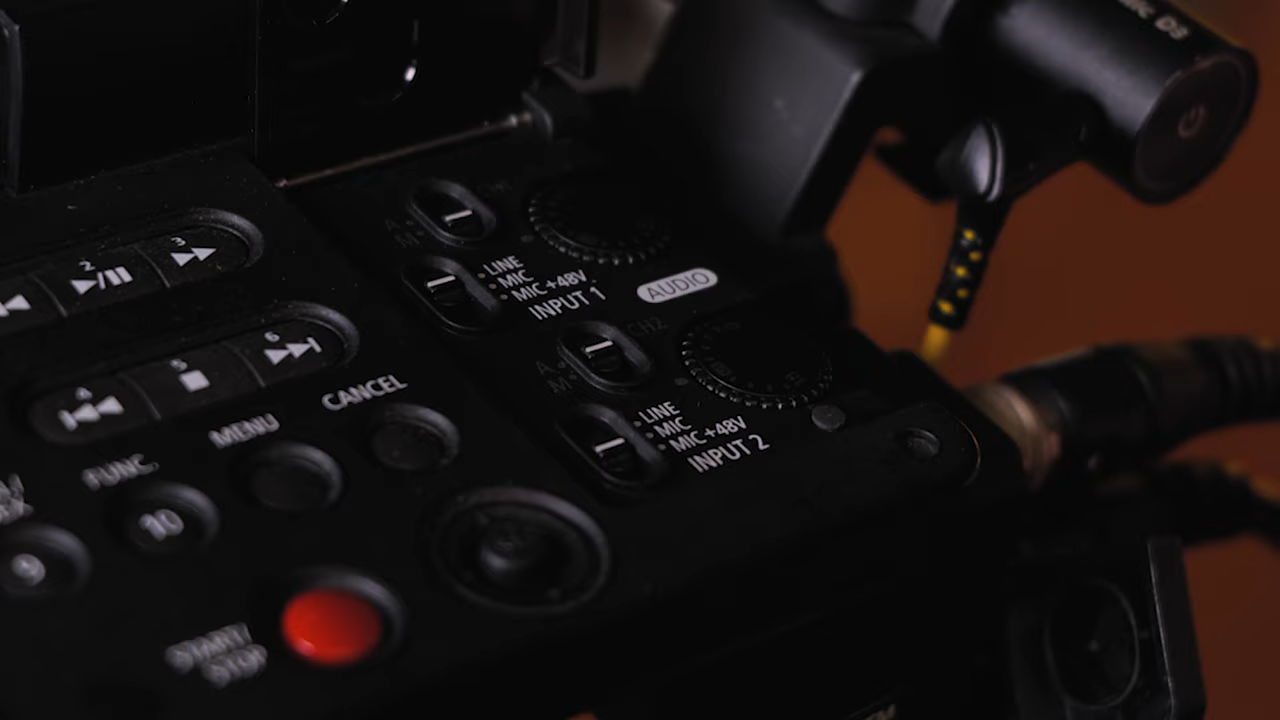 D3
A
M
LINE
MIC
MIC+48V
INPUT 1
AUDIO
CH2
A
M
LINE
MIC
MIC+48V
INPUT 2
2
3
4
5
6
CANCEL
MENU
FUNC.
10
9
START/
STOP